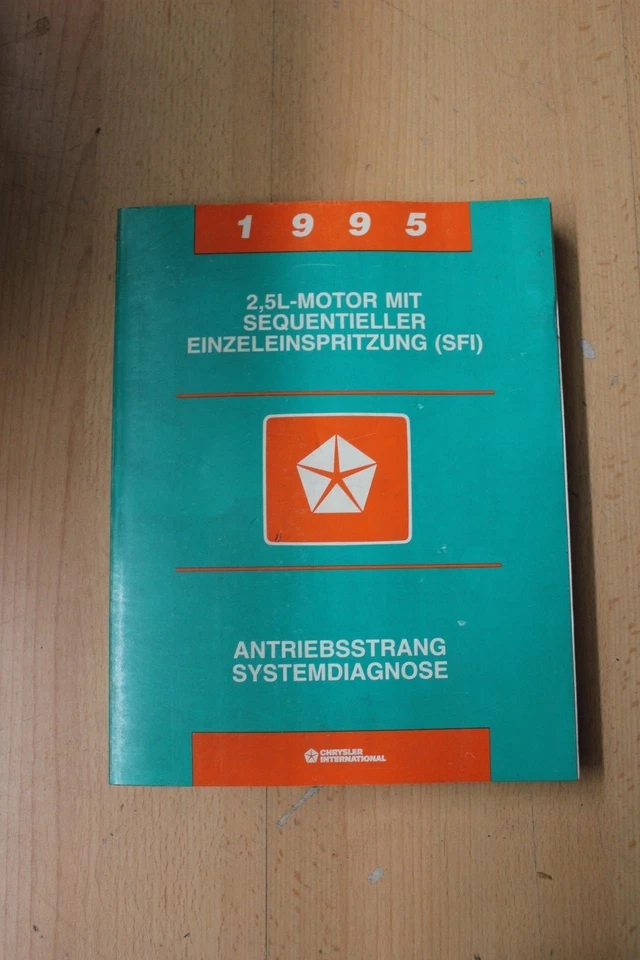 1995
2,5L-MOTOR MIT
SEQUENTIELLER
EINZELEINSPRITZUNG (SFI)
ANTRIEBSSTRANG
SYSTEMDIAGNOSE
CHRYSLER
INTERNATIONAL